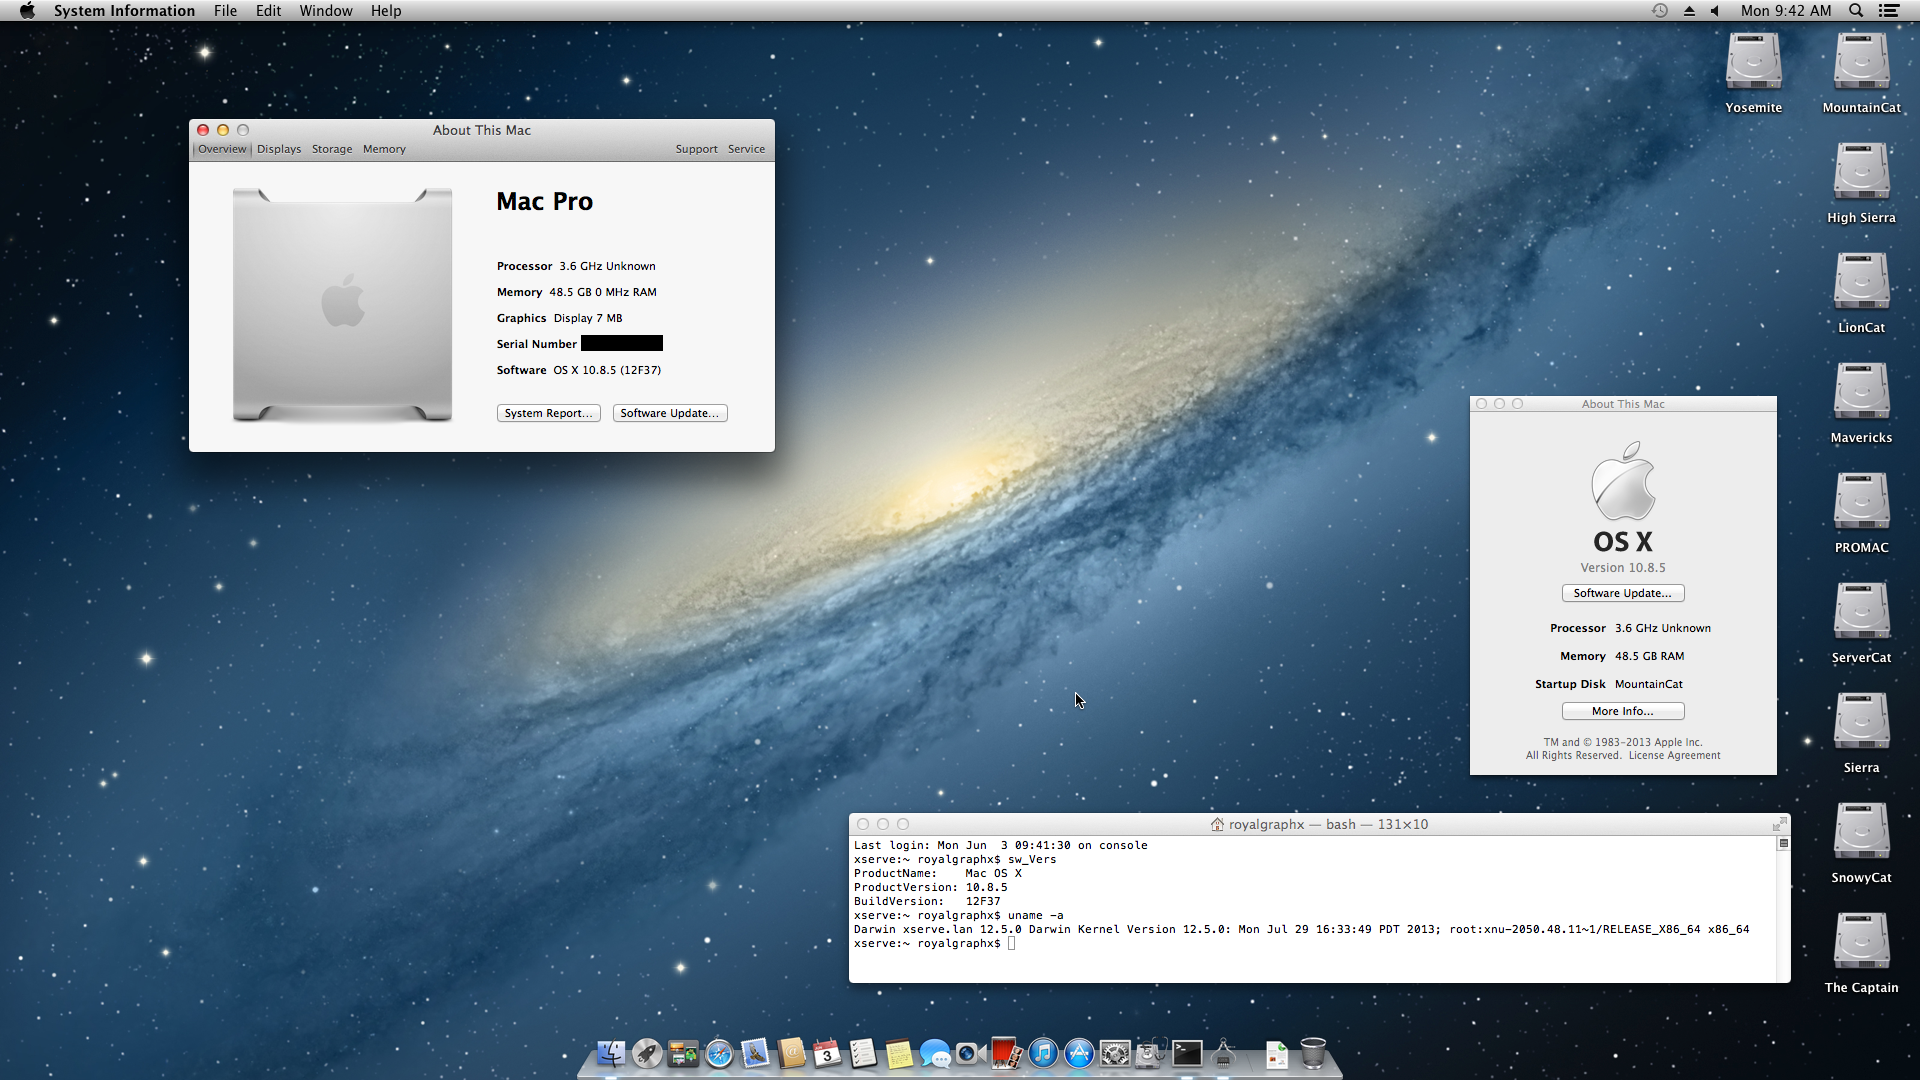 System Information File Edit Window Help
Mon 9:42 AM
About This Mac
Overview Displays Storage Memory Support Service
Mac Pro
Processor 3.6 GHz Unknown
Memory 48.5 GB 0 MHz RAM
Graphics Display 7 MB
Serial Number
Software OS X 10.8.5 (12F37)
System Report... Software Update...
Yosemite
MountainCat
High Sierra
LionCat
Mavericks
PROMAC
ServerCat
Sierra
SnowyCat
The Captain
About This Mac
OS X
Version 10.8.5
Software Update...
Processor 3.6 GHz Unknown
Memory 48.5 GB RAM
Startup Disk MountainCat
More Info...
TM and © 1983-2013 Apple Inc.
All Rights Reserved. License Agreement
royalgraphx — bash — 131×10
Last login: Mon Jun  3 09:41:30 on console
xserve:~ royalgraphx$ sw_Vers
ProductName:    Mac OS X
ProductVersion: 10.8.5
BuildVersion:   12F37
xserve:~ royalgraphx$ uname -a
Darwin xserve.lan 12.5.0 Darwin Kernel Version 12.5.0: Mon Jul 29 16:33:49 PDT 2013; root:xnu-2050.48.11~1/RELEASE_X86_64 x86_64
xserve:~ royalgraphx$
3